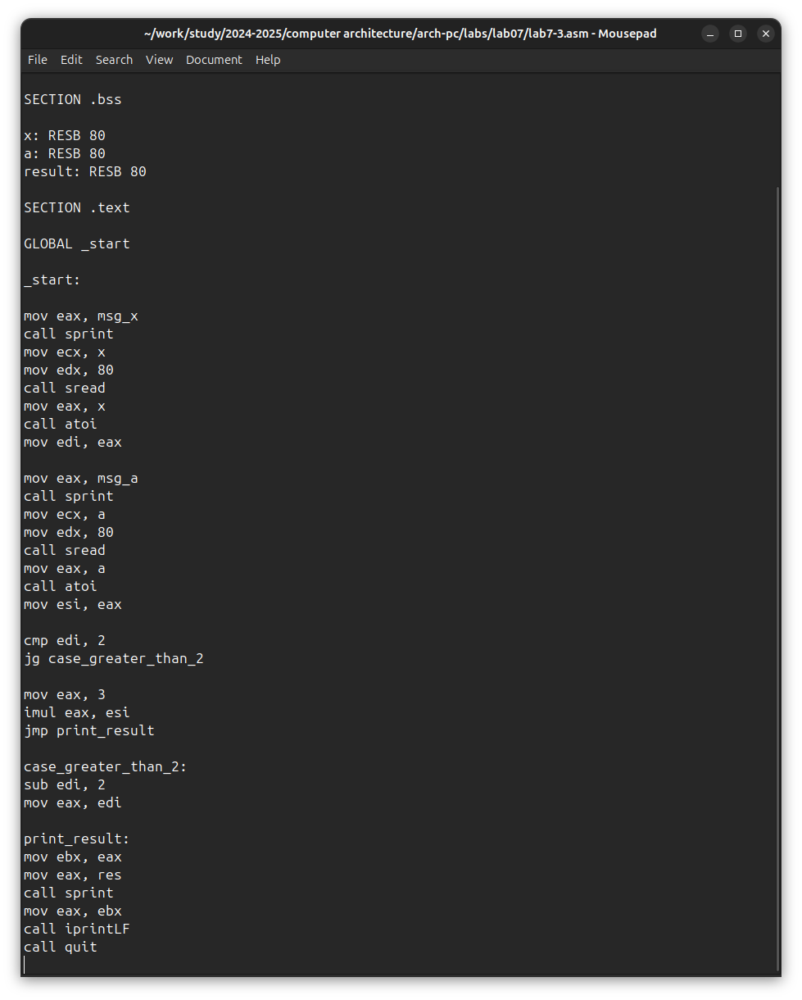 ~/work/study/2024-2025/computer architecture/arch-pc/labs/lab07/lab7-3.asm - Mousepad
File Edit Search View Document Help
SECTION .bss
x: RESB 80
a: RESB 80
result: RESB 80
SECTION .text
GLOBAL _start
_start:
mov eax, msg_x
call sprint
mov ecx, x
mov edx, 80
call sread
mov eax, x
call atoi
mov edi, eax
mov eax, msg_a
call sprint
mov ecx, a
mov edx, 80
call sread
mov eax, a
call atoi
mov esi, eax
cmp edi, 2
jg case_greater_than_2
mov eax, 3
imul eax, esi
jmp print_result
case_greater_than_2:
sub edi, 2
mov eax, edi
print_result:
mov ebx, eax
mov eax, res
call sprint
mov eax, ebx
call iprintLF
call quit